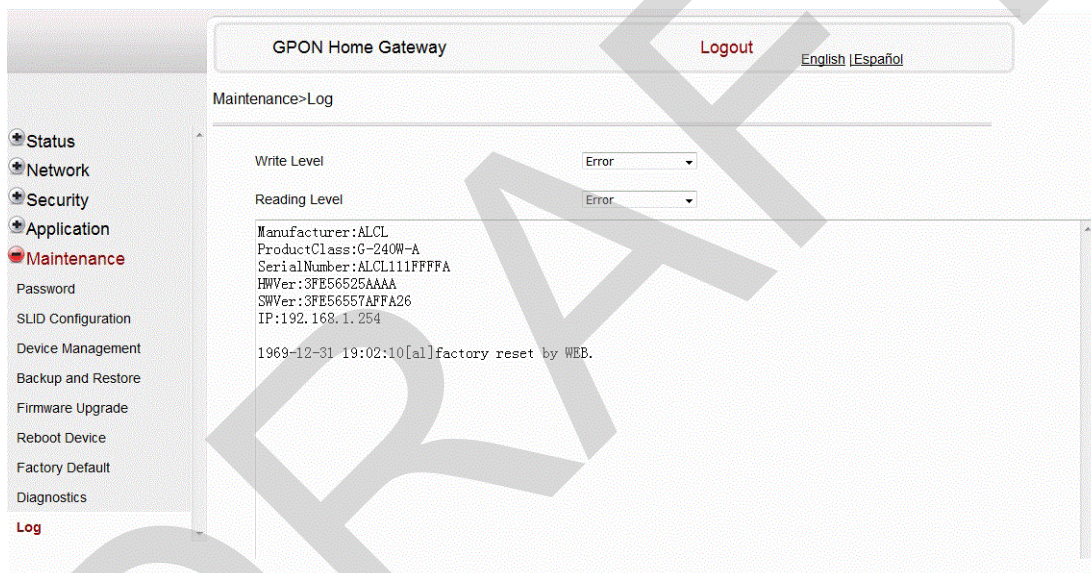 GPON Home Gateway
Logout
English | Español
Maintenance>Log
Status
Network
Security
Application
Maintenance
Password
SLID Configuration
Device Management
Backup and Restore
Firmware Upgrade
Reboot Device
Factory Default
Diagnostics
Log
Write Level Error
Reading Level Error
Manufacturer:ALCL
ProductClass:G-240W-A
SerialNumber:ALCL111FFFFA
HWVer:3FE56525AAAA
SWVer:3FE56557AFFA26
IP:192.168.1.254
1969-12-31 19:02:10[al]factory reset by WEB.